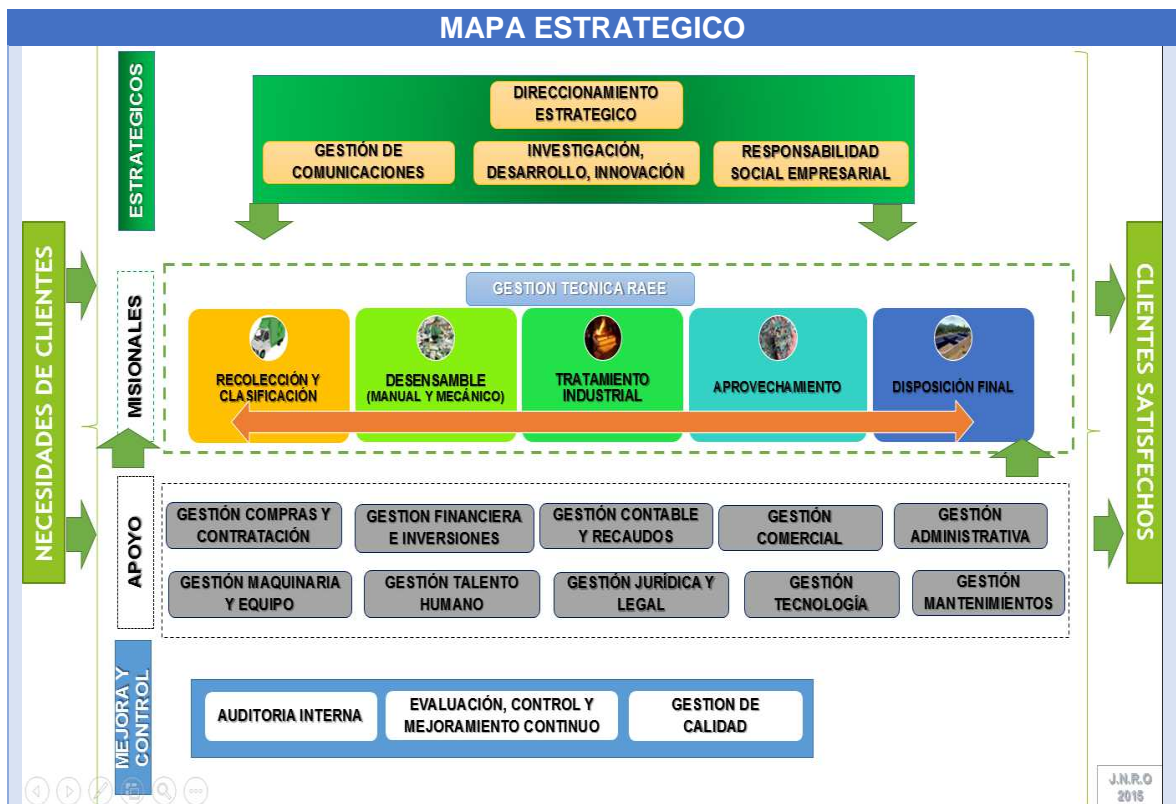 MAPA ESTRATEGICO
ESTRATEGICOS
DIRECCIONAMIENTO
ESTRATEGICO
GESTIÓN DE
COMUNICACIONES
INVESTIGACIÓN,
DESARROLLO, INNOVACIÓN
RESPONSABILIDAD
SOCIAL EMPRESARIAL
NECESIDADES DE CLIENTES
MISIONALES
GESTION TECNICA RAEE
RECOLECCIÓN Y
CLASIFICACIÓN
DESENSAMBLE
(MANUAL Y MECÁNICO)
TRATAMIENTO
INDUSTRIAL
APROVECHAMIENTO
DISPOSICIÓN FINAL
CLIENTES SATISFECHOS
APOYO
GESTIÓN COMPRAS Y
CONTRATACIÓN
GESTION FINANCIERA
E INVERSIONES
GESTIÓN CONTABLE
Y RECAUDOS
GESTIÓN
COMERCIAL
GESTIÓN
ADMINISTRATIVA
GESTIÓN MAQUINARIA
Y EQUIPO
GESTIÓN TALENTO
HUMANO
GESTIÓN JURÍDICA Y
LEGAL
GESTIÓN
TECNOLOGÍA
GESTIÓN
MANTENIMIENTOS
MEJORA Y
CONTROL
AUDITORIA INTERNA
EVALUACIÓN, CONTROL Y
MEJORAMIENTO CONTINUO
GESTION DE
CALIDAD
J.N.R.O
2015